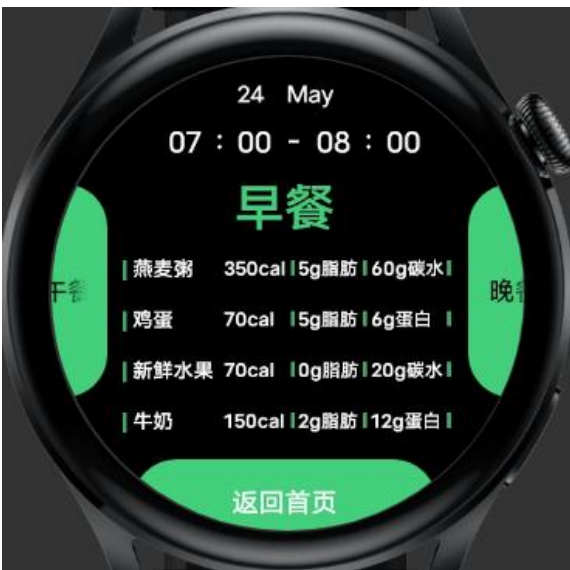 24 May
07 : 00 - 08 : 00
早餐
燕麦粥 350cal 5g脂肪 60g碳水
午餐
晚餐
鸡蛋 70cal 5g脂肪 6g蛋白
新鲜水果 70cal 0g脂肪 20g碳水
牛奶 150cal 2g脂肪 12g蛋白
返回首页